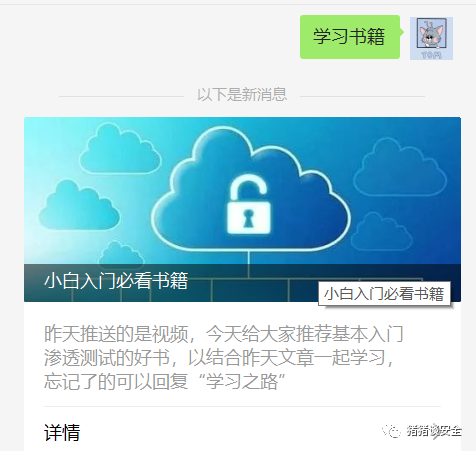 学习书籍
TOM
以下是新消息
小白入门必看书籍
小白入门必看书籍
昨天推送的是视频，今天给大家推荐基本入门
渗透测试的好书，以结合昨天文章一起学习，
忘记了的可以回复“学习之路”
详情
猪猪谈安全